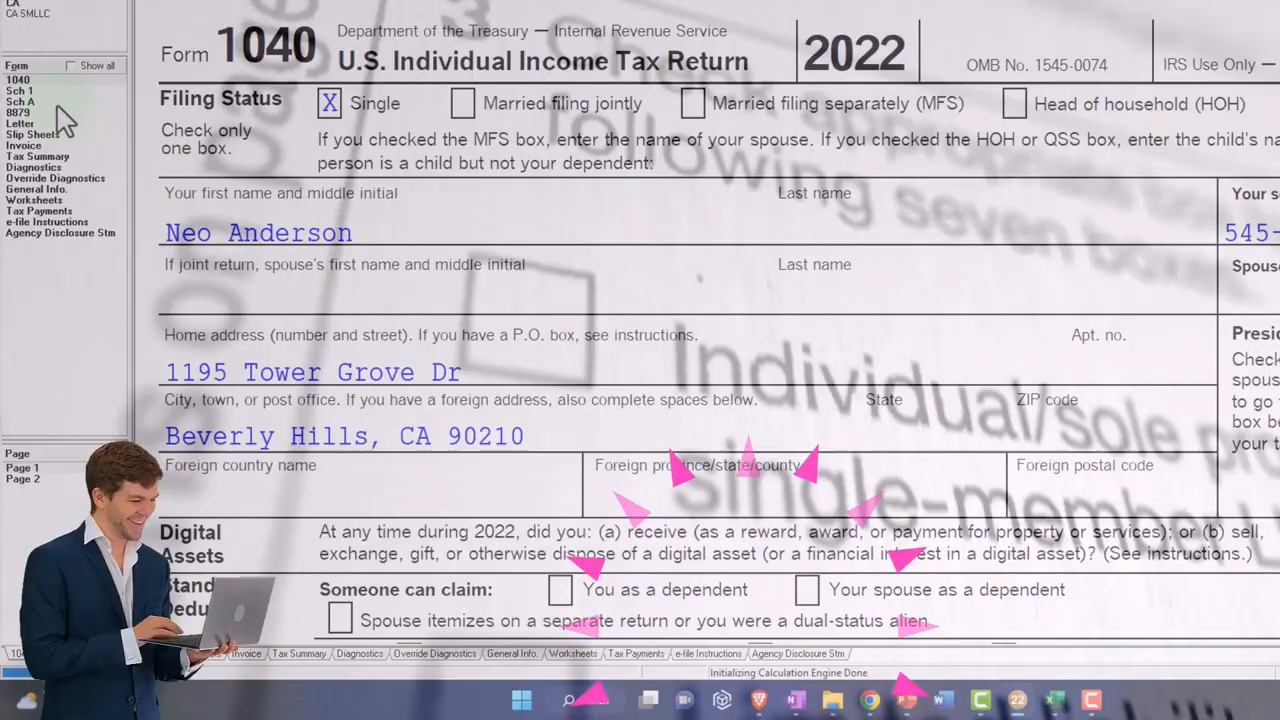 CA
CA SMLLC
Form
Show all
1040
Sch 1
Sch A
8879
Letter
Slip Sheets
Invoice
Tax Summary
Diagnostics
Override Diagnostics
General Info.
Worksheets
Tax Payments
e-file Instructions
Agency Disclosure Stm
Page
Page 1
Page 2
Form 1040
Department of the Treasury — Internal Revenue Service
U.S. Individual Income Tax Return
2022
OMB No. 1545-0074
IRS Use Only —
Filing Status
Check only
one box.
X Single
Married filing jointly
Married filing separately (MFS)
Head of household (HOH)
If you checked the MFS box, enter the name of your spouse. If you checked the HOH or QSS box, enter the child's
person is a child but not your dependent:
Your first name and middle initial
Last name
Your
Neo Anderson
545-
If joint return, spouse's first name and middle initial
Last name
Home address (number and street). If you have a P.O. box, see instructions.
Apt. no.
1195 Tower Grove Dr
Check
to go
your
City, town, or post office. If you have a foreign address, also complete spaces below.
State
ZIP code
Beverly Hills, CA 90210
Foreign country name
Foreign province/state/county
Foreign postal code
Digital
Assets
At any time during 2022, did you: (a) receive (as a reward, award, or payment for property or services); or (b) sell,
exchange, gift, or otherwise dispose of a digital asset (or a financial interest in a digital asset)? (See instructions.)
Someone can claim:
You as a dependent
Your spouse as a dependent
Spouse itemizes on a separate return or you were a dual-status alien
following seven boxes
Individual/sole
single-member
Invoice
Tax Summary
Diagnostics
Override Diagnostics
General Info.
Worksheets
Tax Payments
e-file Instructions
Agency Disclosure Stm
Initializing Calculation Engine Done
22